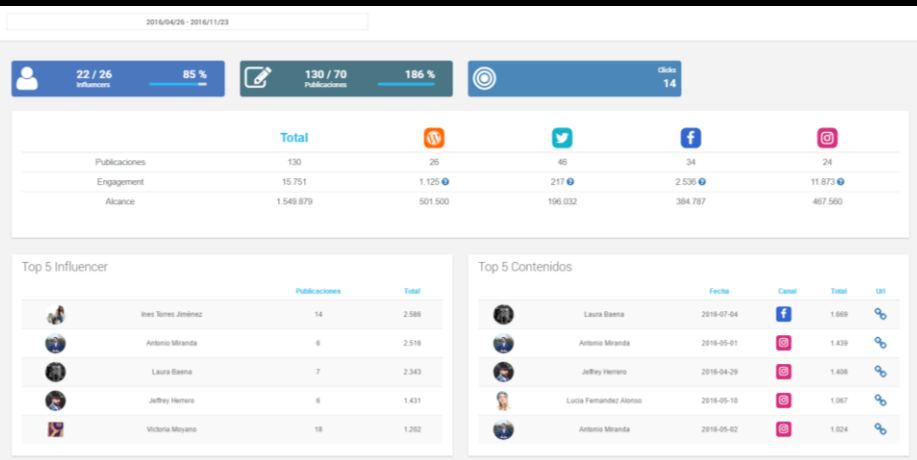 2016/04/26 - 2016/11/23
22 / 26 85 %
Influencers
130 / 70 186 %
Publicaciones
Clicks
14
Total
Publicaciones 130 26 46 34 24
Engagement 15.751 1.125 217 2.536 11.873
Alcance 1.549.879 501.500 196.032 384.787 467.560
Top 5 Influencer
Publicaciones Total
Ines Torres Jiménez 14 2.586
Antonio Miranda 6 2.516
Laura Baena 7 2.343
Jeffrey Herrero 6 1.431
Victoria Moyano 18 1.202
Top 5 Contenidos
Fecha Canal Total Url
Laura Baena 2016-07-04 1.669
Antonio Miranda 2016-05-01 1.439
Jeffrey Herrero 2016-04-29 1.406
Lucia Fernandez Alonso 2016-05-10 1.067
Antonio Miranda 2016-05-02 1.024